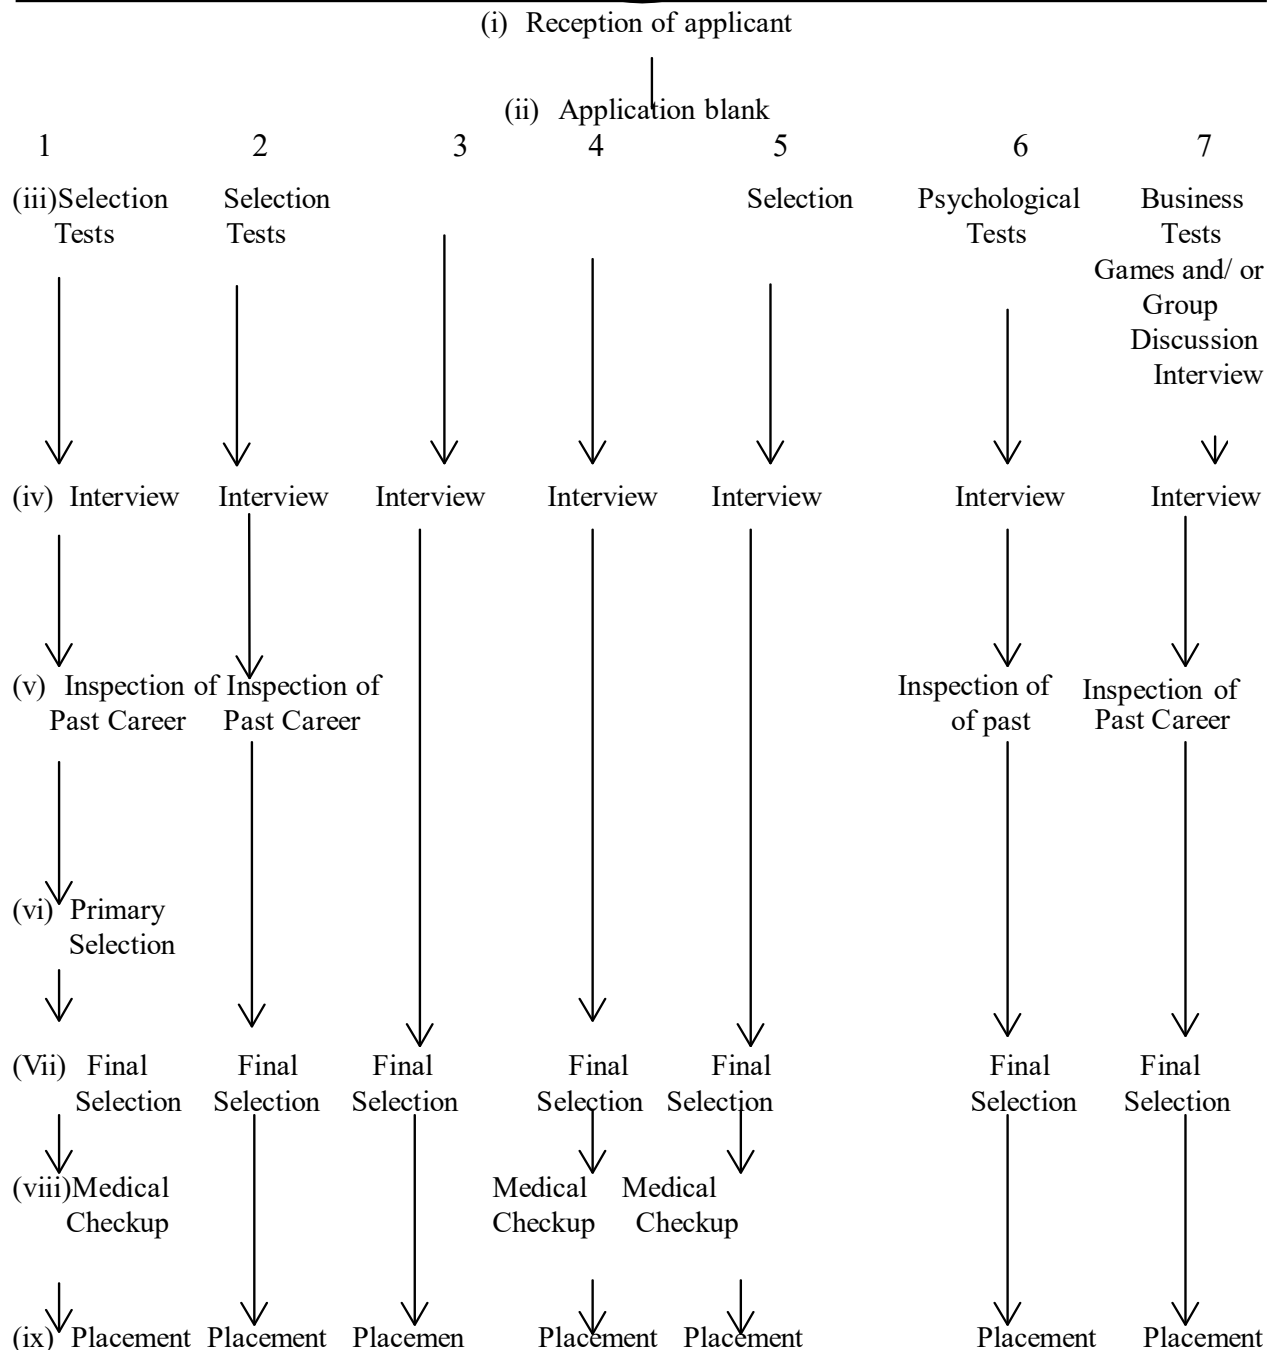 (i) Reception of applicant
(ii) Application blank
1 2 3 4 5 6 7
(iii)Selection Selection Selection Psychological Business
Tests Tests Tests Tests
Games and/ or
Group
Discussion
Interview
(iv) Interview Interview Interview Interview Interview Interview Interview
(v) Inspection of Inspection of Inspection of Inspection of
Past Career Past Career of past Past Career
(vi) Primary
Selection
(Vii) Final Final Final Final Final Final Final
Selection Selection Selection Selection Selection Selection Selection
(viii)Medical Medical Medical
Checkup Checkup Checkup
(ix) Placement Placement Placemen Placement Placement Placement Placement